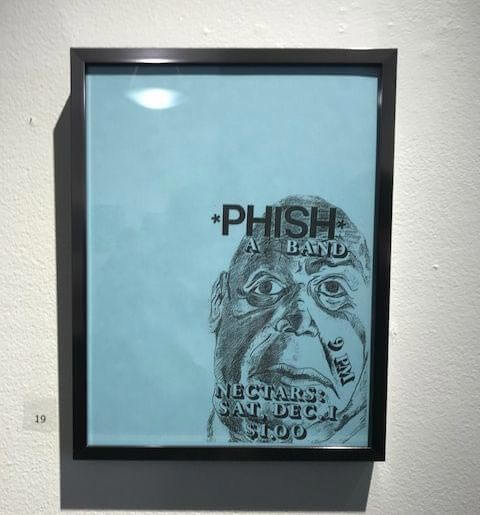 *PHISH*
A BAND
9 PM
NECTARS:
SAT. DEC. 1
$1.00
19